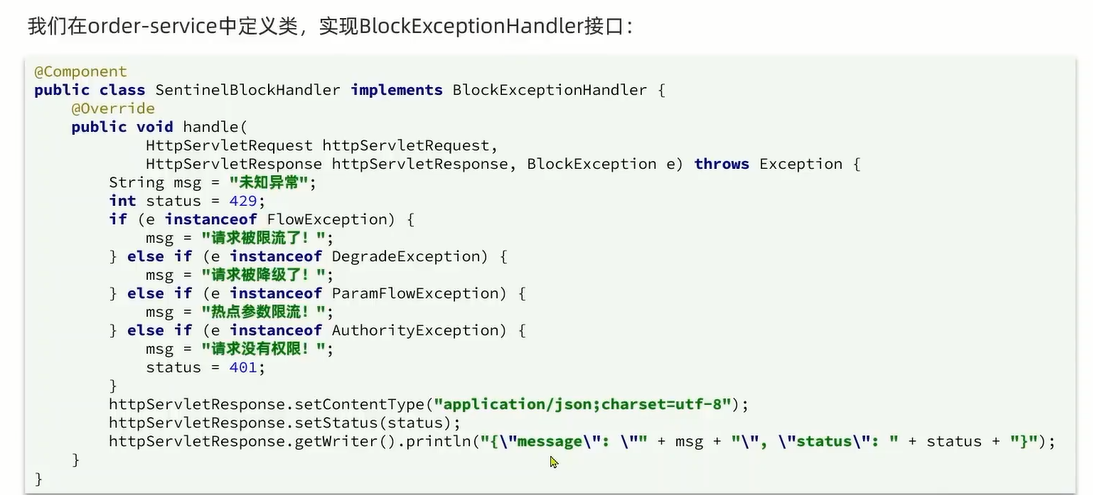 我们在order-service中定义类，实现BlockExceptionHandler接口：
@Component
public class SentinelBlockHandler implements BlockExceptionHandler {
    @Override
    public void handle(
            HttpServletRequest httpServletRequest,
            HttpServletResponse httpServletResponse, BlockException e) throws Exception {
        String msg = "未知异常";
        int status = 429;
        if (e instanceof FlowException) {
            msg = "请求被限流了！";
        } else if (e instanceof DegradeException) {
            msg = "请求被降级了！";
        } else if (e instanceof ParamFlowException) {
            msg = "热点参数限流！";
        } else if (e instanceof AuthorityException) {
            msg = "请求没有权限！";
            status = 401;
        }
        httpServletResponse.setContentType("application/json;charset=utf-8");
        httpServletResponse.setStatus(status);
        httpServletResponse.getWriter().println("{\"message\": \"" + msg + "\", \"status\": " + status + "}");
    }
}